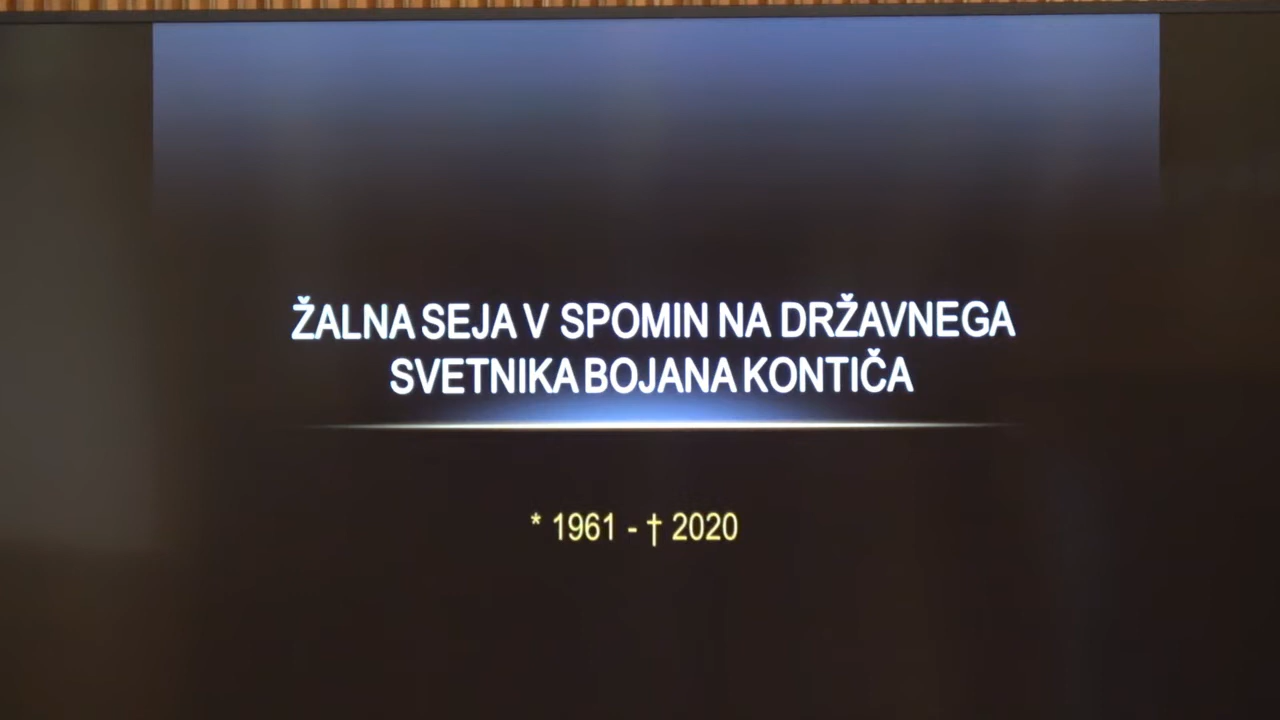 ŽALNA SEJA V SPOMIN NA DRŽAVNEGA
SVETNIKA BOJANA KONTIČA
* 1961 - † 2020